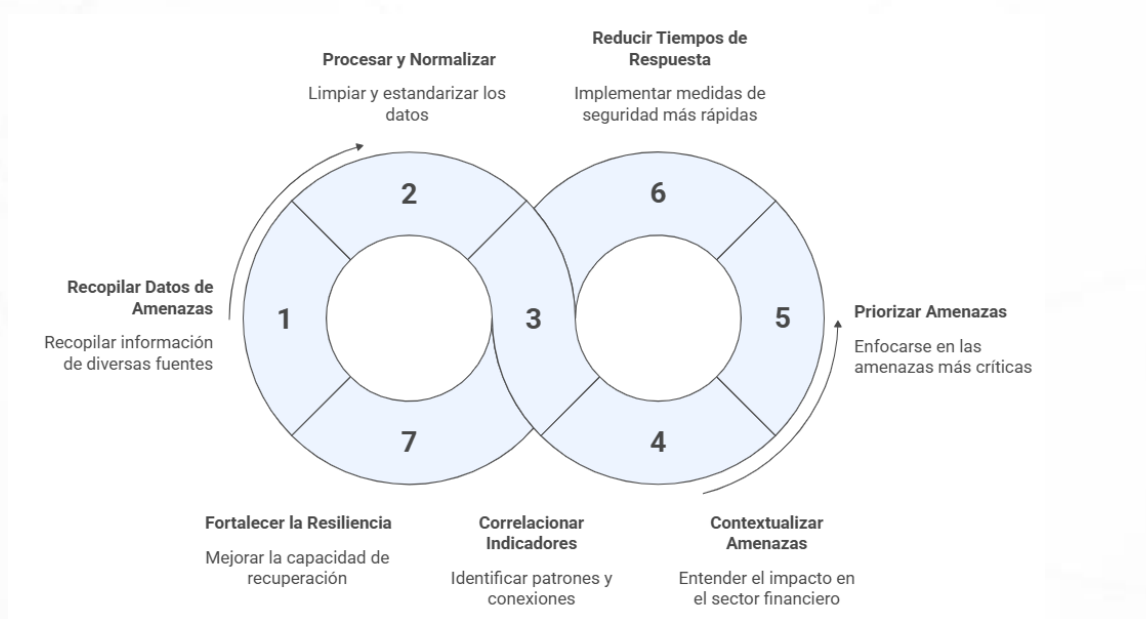 Reducir Tiempos de
Respuesta
Implementar medidas de
seguridad más rápidas
Procesar y Normalizar
Limpiar y estandarizar los
datos
2
6
Recopilar Datos de
Amenazas
Recopilar información
de diversas fuentes
1
3
5
Priorizar Amenazas
Enfocarse en las
amenazas más críticas
7
4
Fortalecer la Resiliencia
Mejorar la capacidad de
recuperación
Correlacionar
Indicadores
Identificar patrones y
conexiones
Contextualizar
Amenazas
Entender el impacto en
el sector financiero